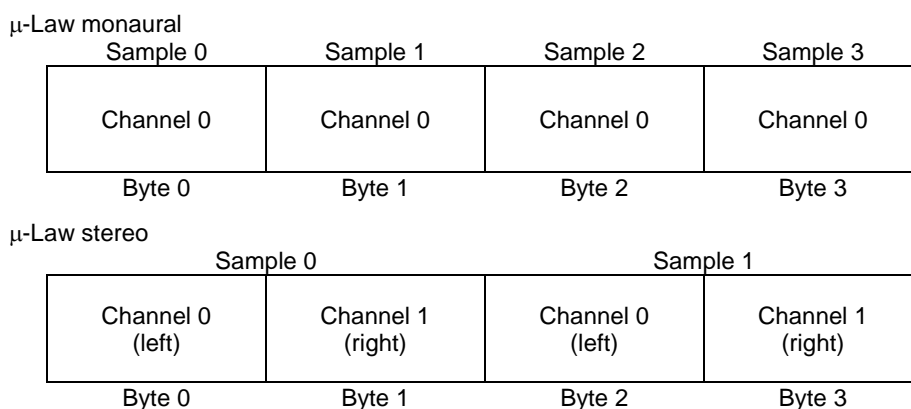 μ-Law monaural
Sample 0 Sample 1 Sample 2 Sample 3
Channel 0 Channel 0 Channel 0 Channel 0
Byte 0 Byte 1 Byte 2 Byte 3
μ-Law stereo
Sample 0 Sample 1
Channel 0 Channel 1 Channel 0 Channel 1
(left) (right) (left) (right)
Byte 0 Byte 1 Byte 2 Byte 3